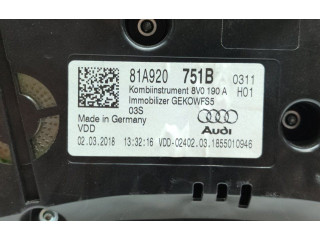 81A920 751B 0311
Kombiinstrument 8V0 190 A H01
Immobilizer GEKOWFS5
03S
Made in Germany
VDD Audi
02.03.2018 13:32:16 VDD-02402.03.1855010946